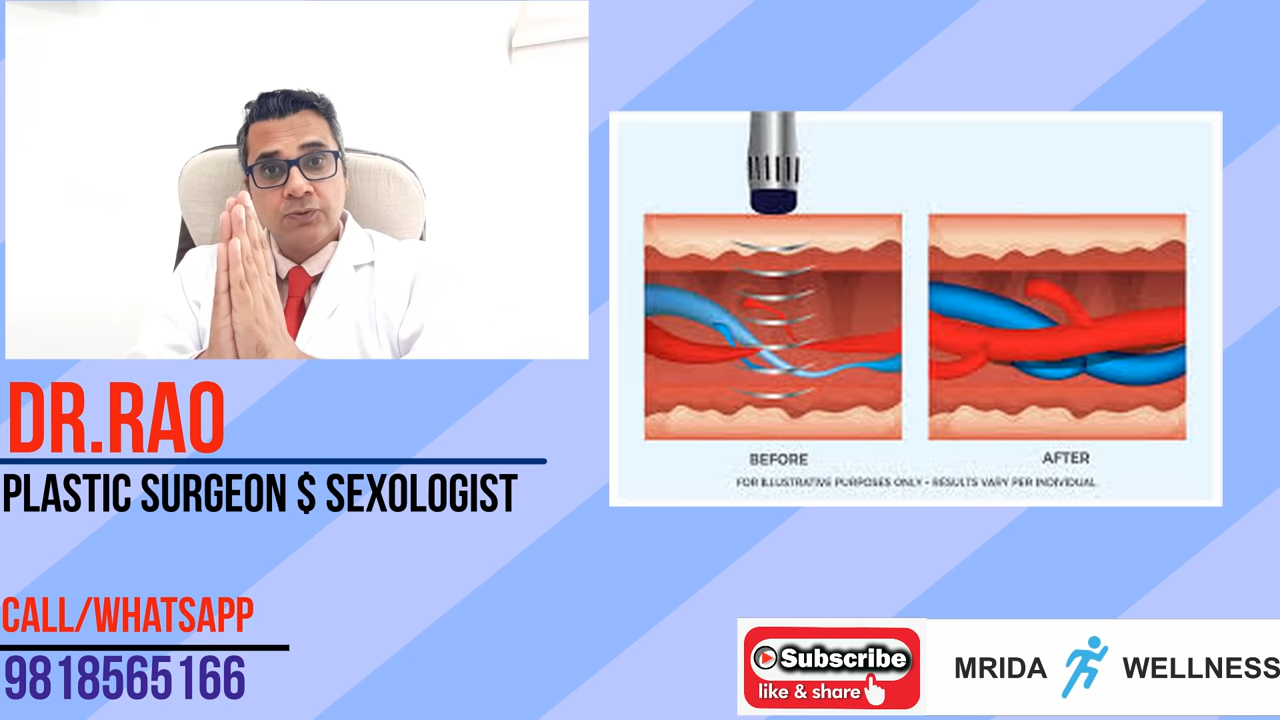 DR.RAO
PLASTIC SURGEON $ SEXOLOGIST
CALL/WHATSAPP
9818565166
BEFORE
AFTER
FOR ILLUSTRATIVE PURPOSES ONLY - RESULTS VARY PER INDIVIDUAL
Subscribe
like & share
MRIDA WELLNESS